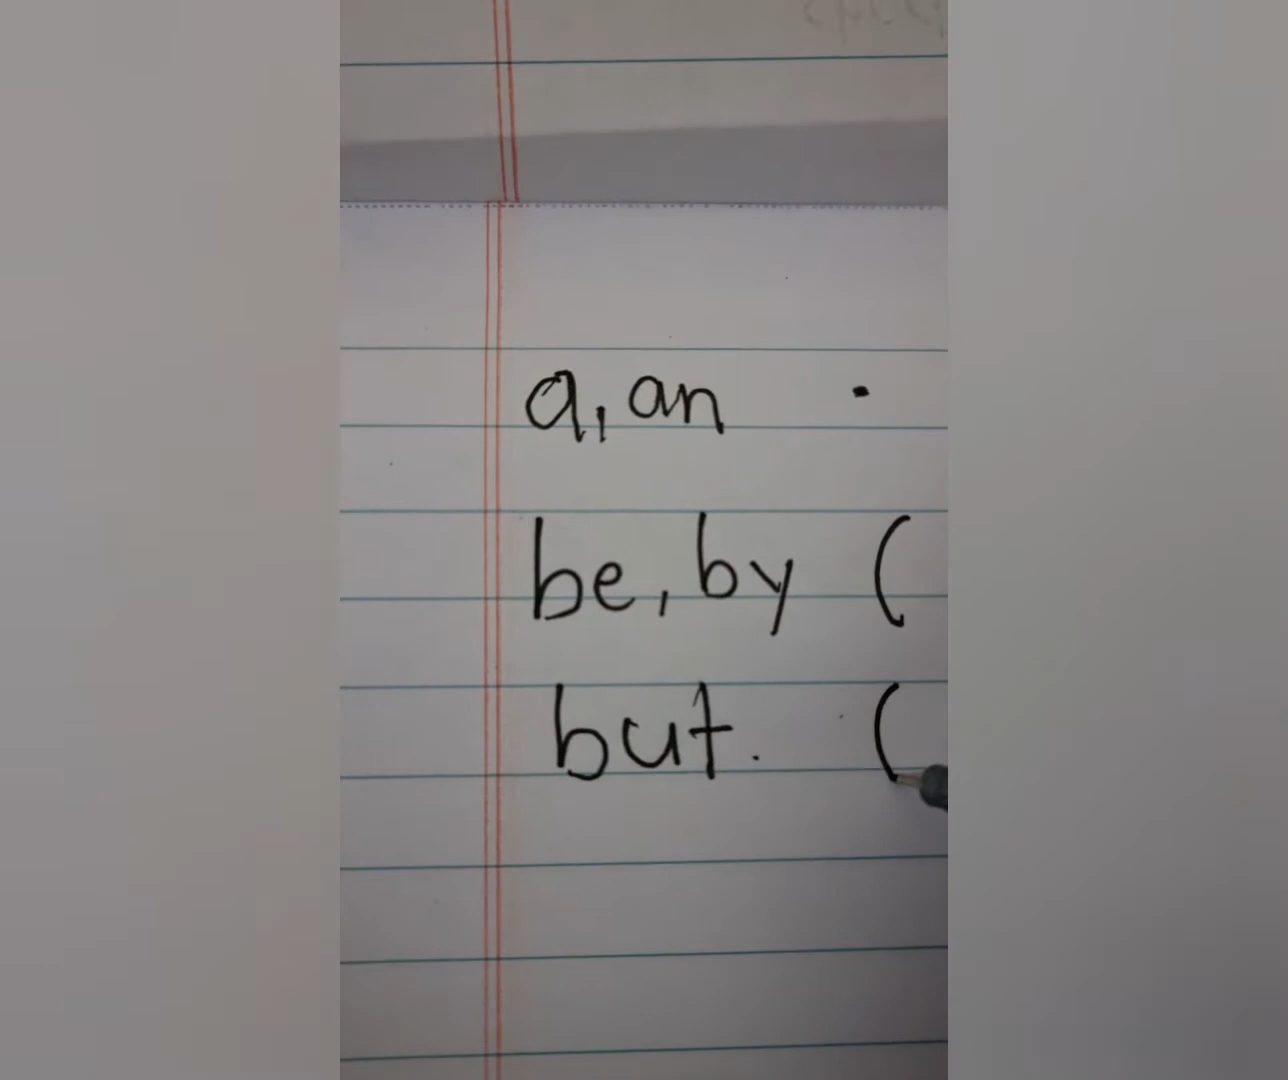 a, an .
be, by (
but. (